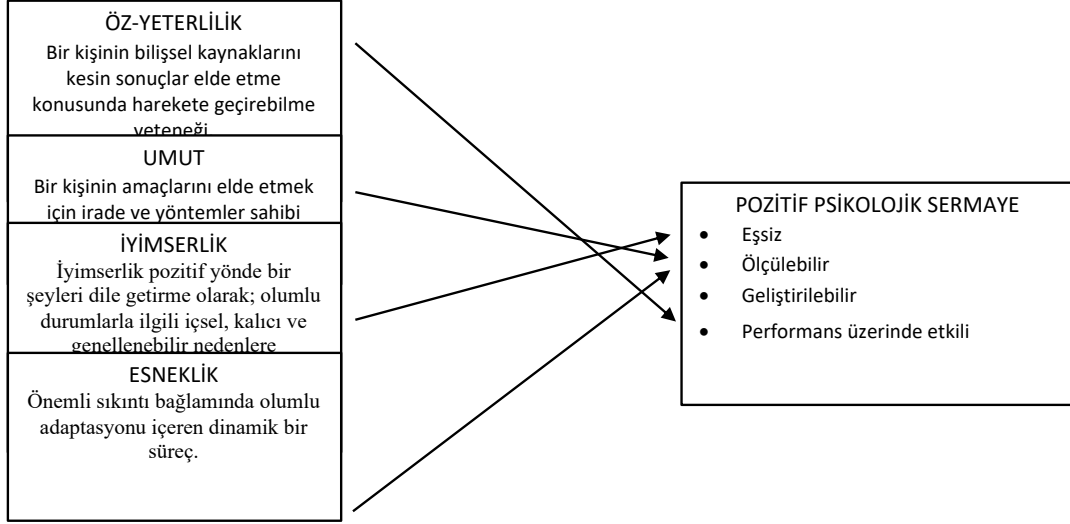 ÖZ-YETERLİLİK
Bir kişinin bilişsel kaynaklarını
kesin sonuçlar elde etme
konusunda harekete geçirebilme
yeteneği
UMUT
Bir kişinin amaçlarını elde etmek
için irade ve yöntemler sahibi
İYİMSERLİK
İyimserlik pozitif yönde bir
şeyleri dile getirme olarak; olumlu
durumlarla ilgili içsel, kalıcı ve
genellenebilir nedenlere
ESNEKLİK
Önemli sıkıntı bağlamında olumlu
adaptasyonu içeren dinamik bir
süreç.
POZİTİF PSİKOLOJİK SERMAYE
• Eşsiz
• Ölçülebilir
• Geliştirilebilir
• Performans üzerinde etkili